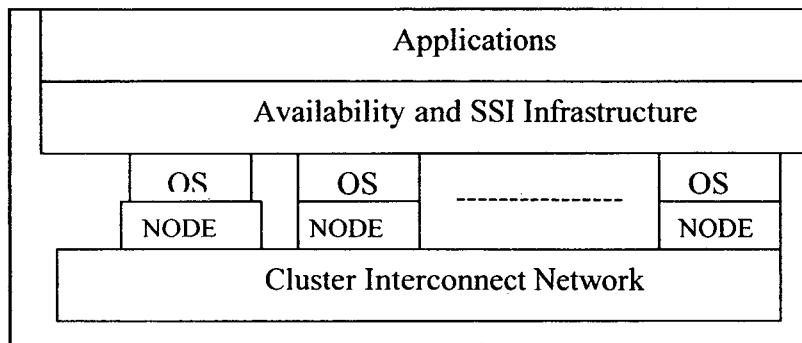 Applications
Availability and SSI Infrastructure
OS OS OS
NODE NODE NODE
Cluster Interconnect Network